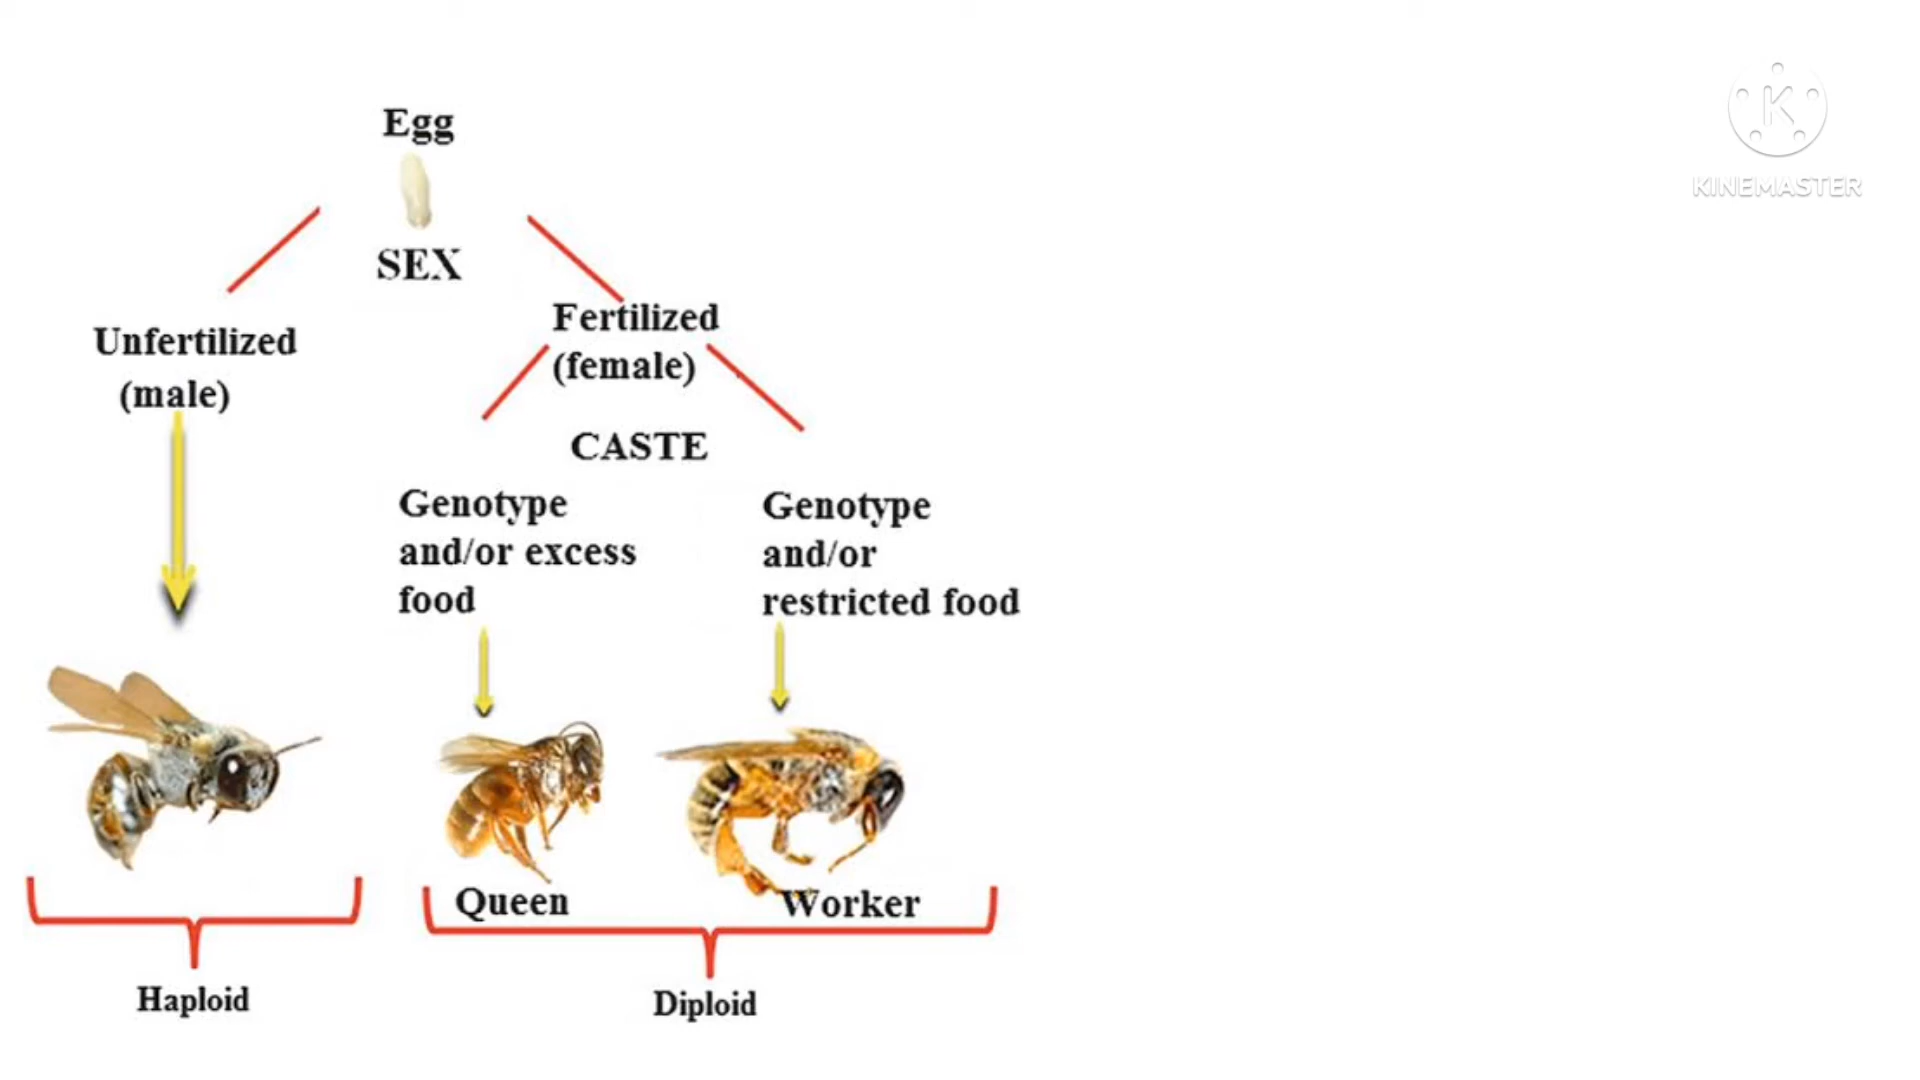 Egg
SEX
Unfertilized
(male)
Fertilized
(female)
CASTE
Genotype
and/or excess
food
Genotype
and/or
restricted food
Queen
Worker
Haploid
Diploid
K
KINEMASTER